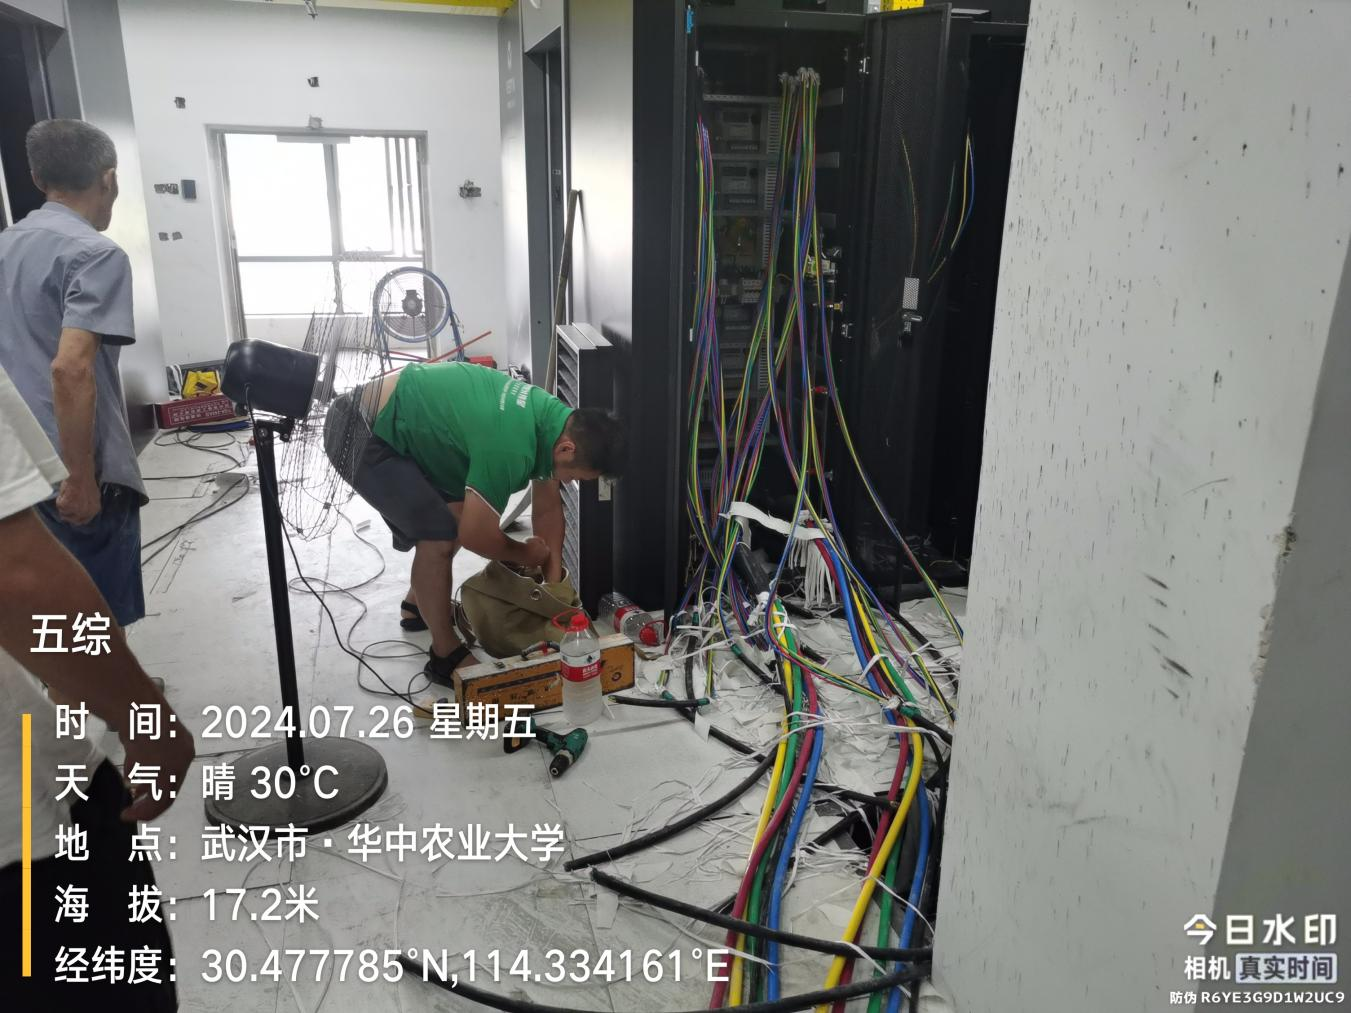 五综
时 间：2024.07.26 星期五
天 气：晴 30°C
地 点：武汉市·华中农业大学
海 拔：17.2米
经纬度：30.477785°N,114.334161°E
今日水印
相机 真实时间
防伪 R6YE3G9D1W2UC9